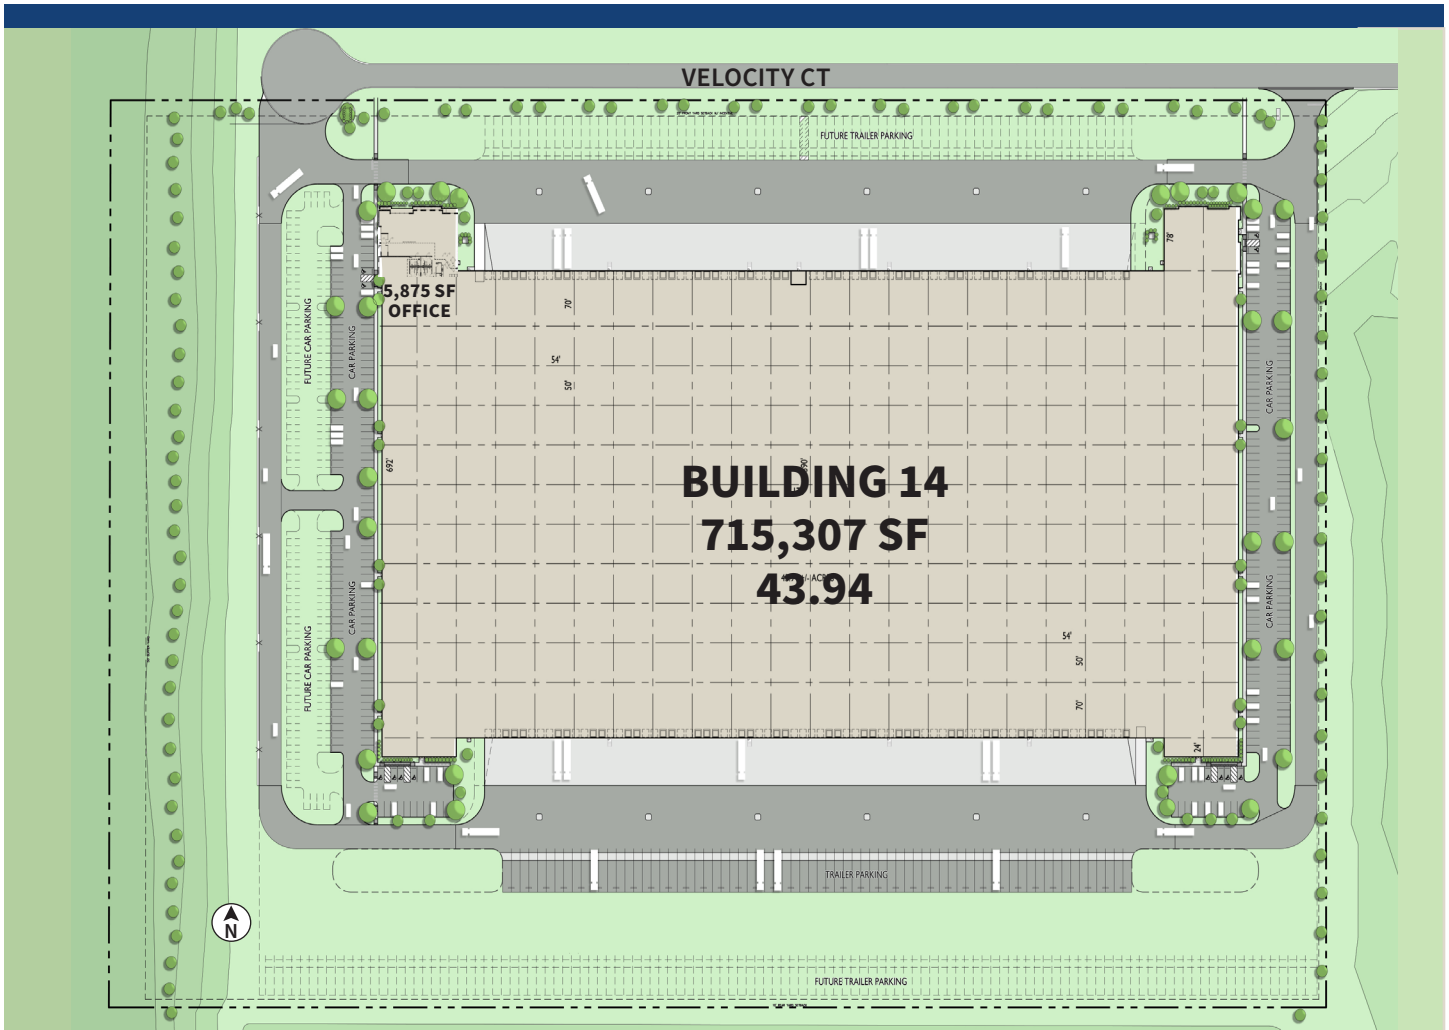 VELOCITY CT
FUTURE TRAILER PARKING
78'
5,875 SF
OFFICE
70'
54'
50'
FUTURE CAR PARKING
CAR PARKING
CAR PARKING
692'
BUILDING 14
715,307 SF
43.94
FUTURE CAR PARKING
CAR PARKING
CAR PARKING
54'
50'
70'
24'
TRAILER PARKING
N
FUTURE TRAILER PARKING